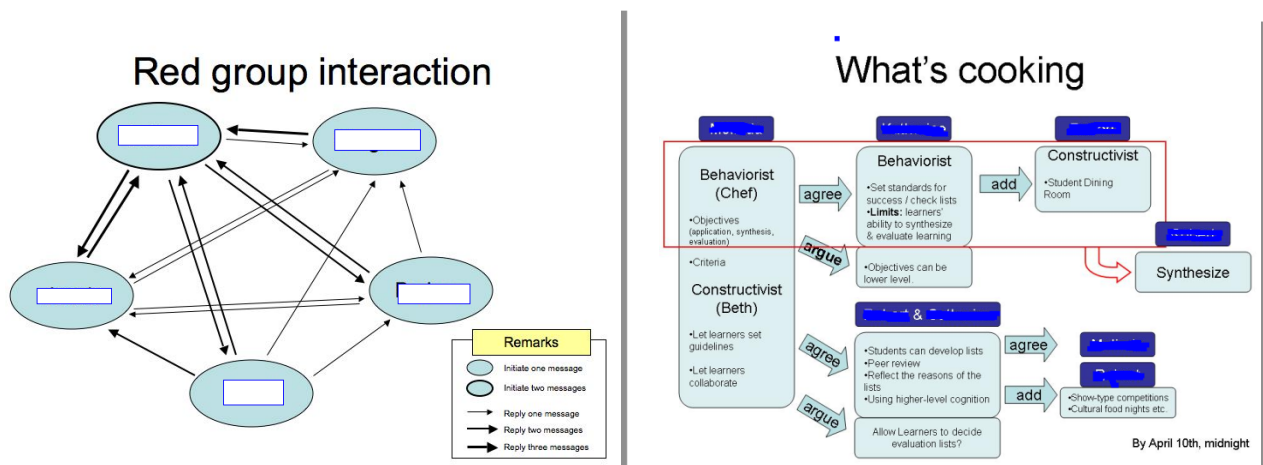 Red group interaction
Remarks
Initiate one message
Initiate two messages
Reply one message
Reply two messages
Reply three messages
What's cooking
Behaviorist
(Chef)
•Objectives
(application, synthesis,
evaluation)
•Criteria
Constructivist
(Beth)
•Let learners set
guidelines
•Let learners
collaborate
agree
argue
agree
argue
Behaviorist
•Set standards for
success / check lists
•Limits: learners'
ability to synthesize
& evaluate learning
•Objectives can be
lower level.
&
•Students can develop lists
•Peer review
•Reflect the reasons of the
lists
•Using higher-level cognition
Allow Learners to decide
evaluation lists?
add
agree
add
Constructivist
•Student Dining
Room
Synthesize
•Show-type competitions
•Cultural food nights etc.
By April 10th, midnight